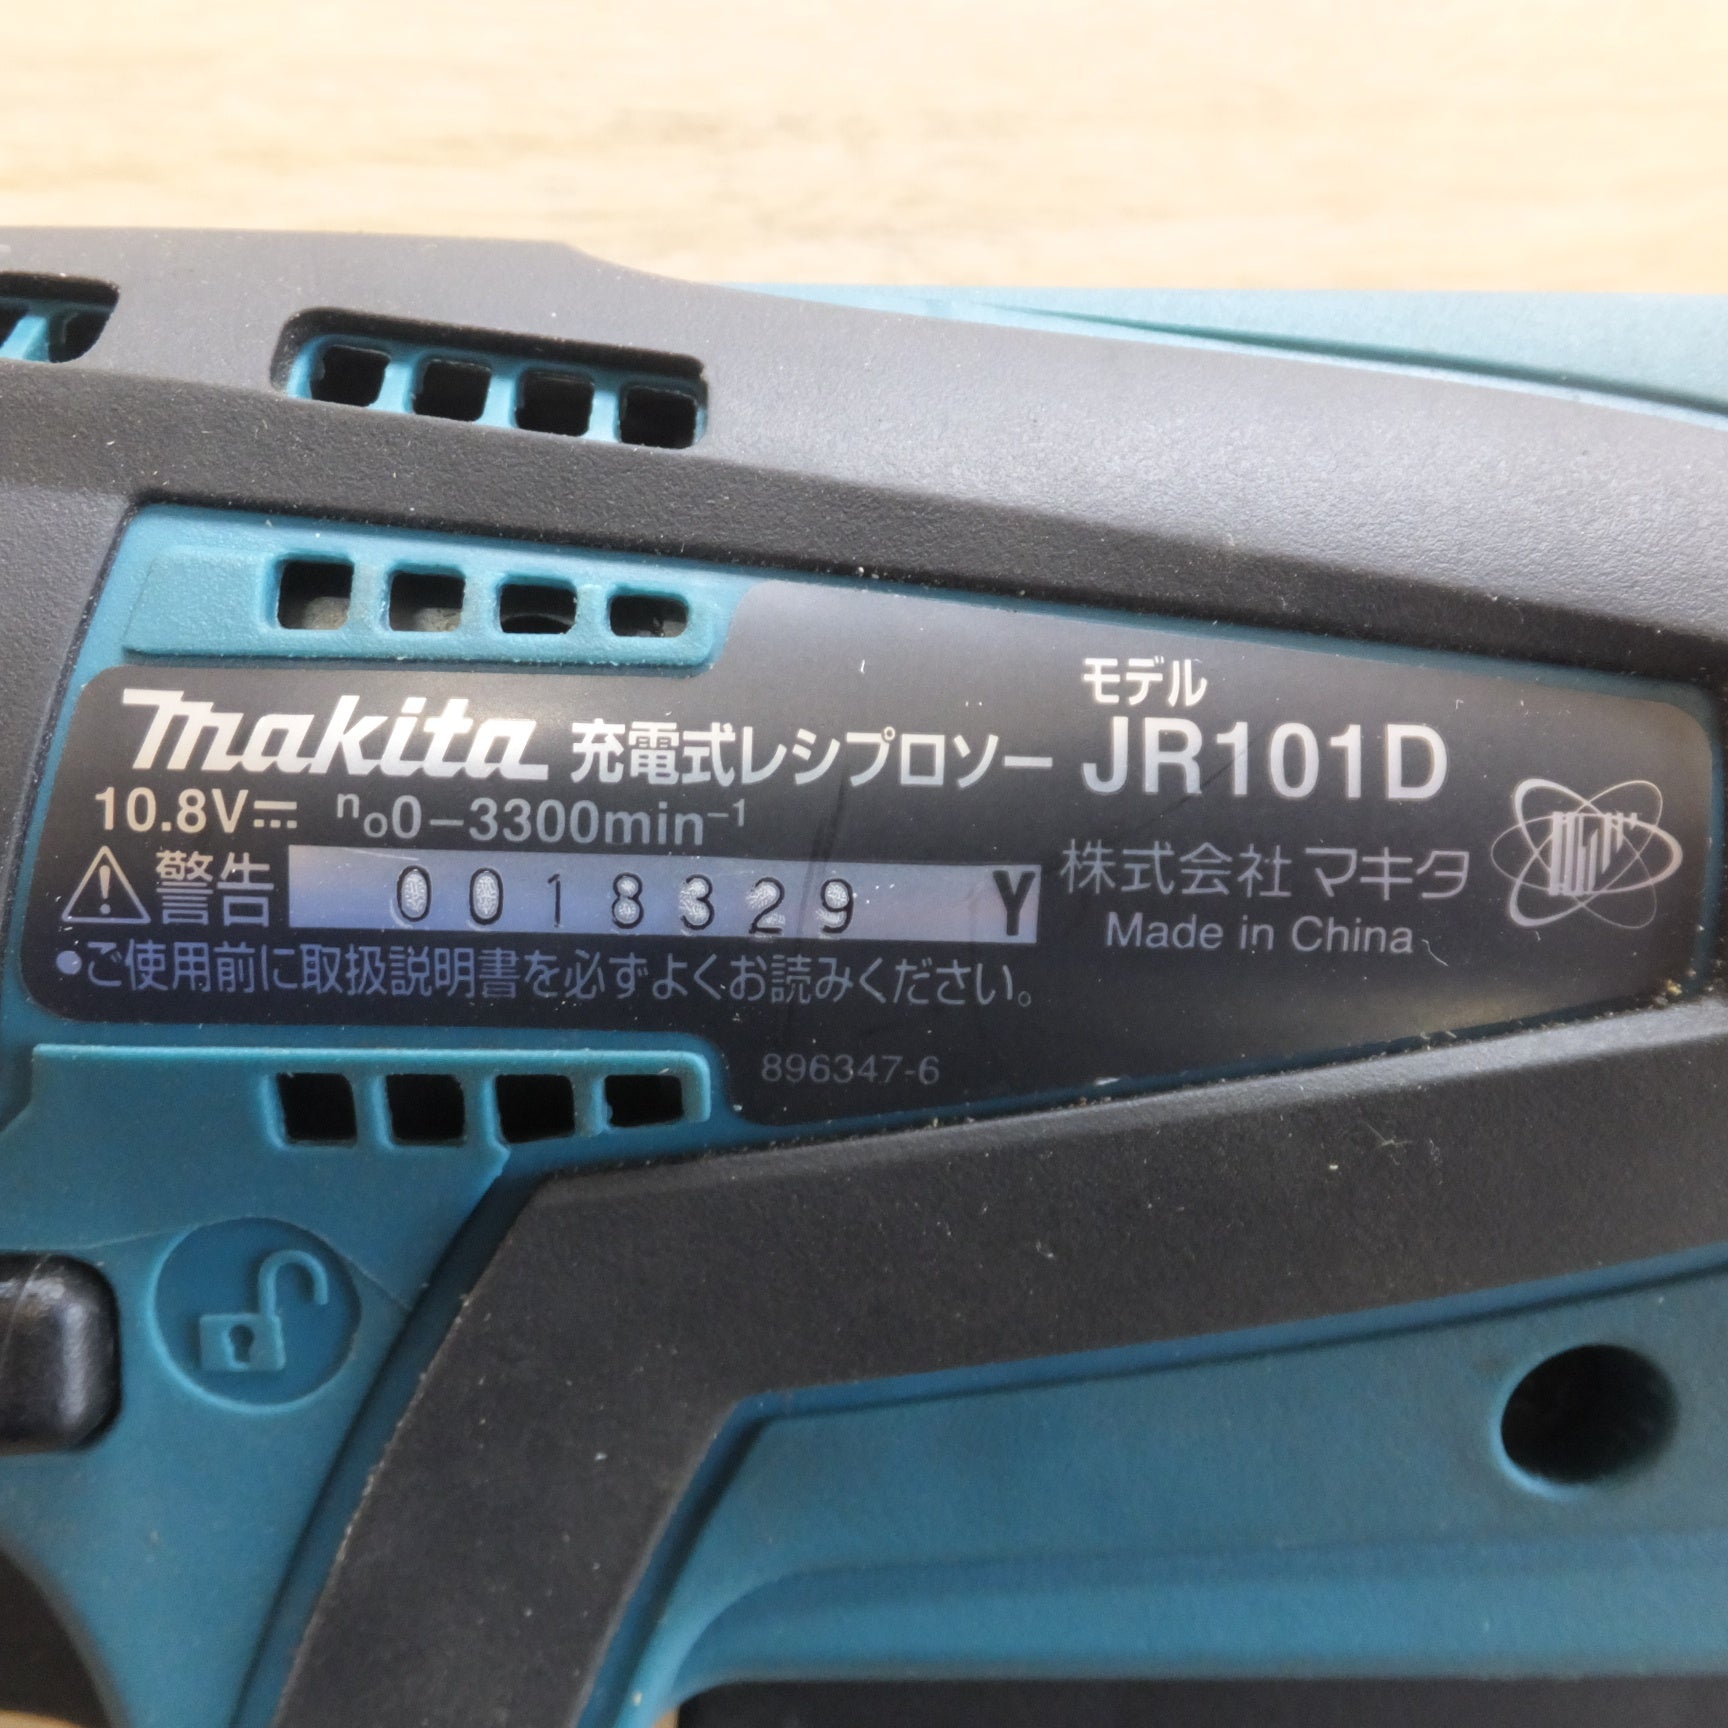 makita 充電式レシプロソー モデル JR101D
10.8V⎓ n₀0−3300min⁻¹
警告 0018329 Y
株式会社マキタ
Made in China
●ご使用前に取扱説明書を必ずよくお読みください。
896347-6